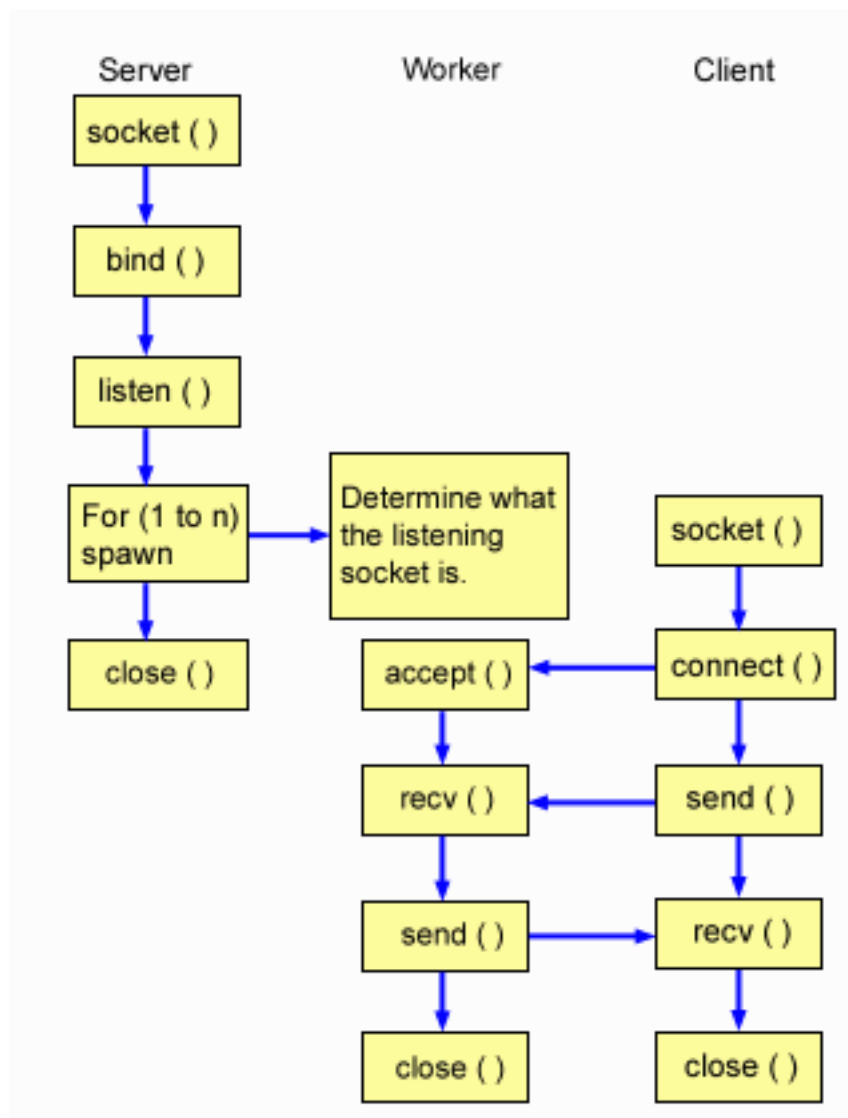 Server
Worker
Client
socket ( )
bind ( )
listen ( )
For (1 to n)
spawn
close ( )
Determine what
the listening
socket is.
accept ( )
recv ( )
send ( )
close ( )
socket ( )
connect ( )
send ( )
recv ( )
close ( )